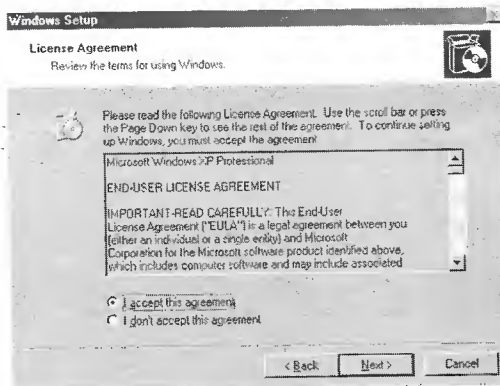 Windows Setup
License Agreement
Review the terms for using Windows.
Please read the following License Agreement. Use the scroll bar or press
the Page Down key to see the rest of the agreement. To continue setting
up Windows, you must accept the agreement
Microsoft Windows XP Professional
END-USER LICENSE AGREEMENT
IMPORTANT-READ CAREFULLY: This End-User
License Agreement ("EULA") is a legal agreement between you
(either an individual or a single entity) and Microsoft
Corporation for the Microsoft software product identified above,
which includes computer software and may include associated
I accept this agreement
I don't accept this agreement
< Back
Next >
Cancel